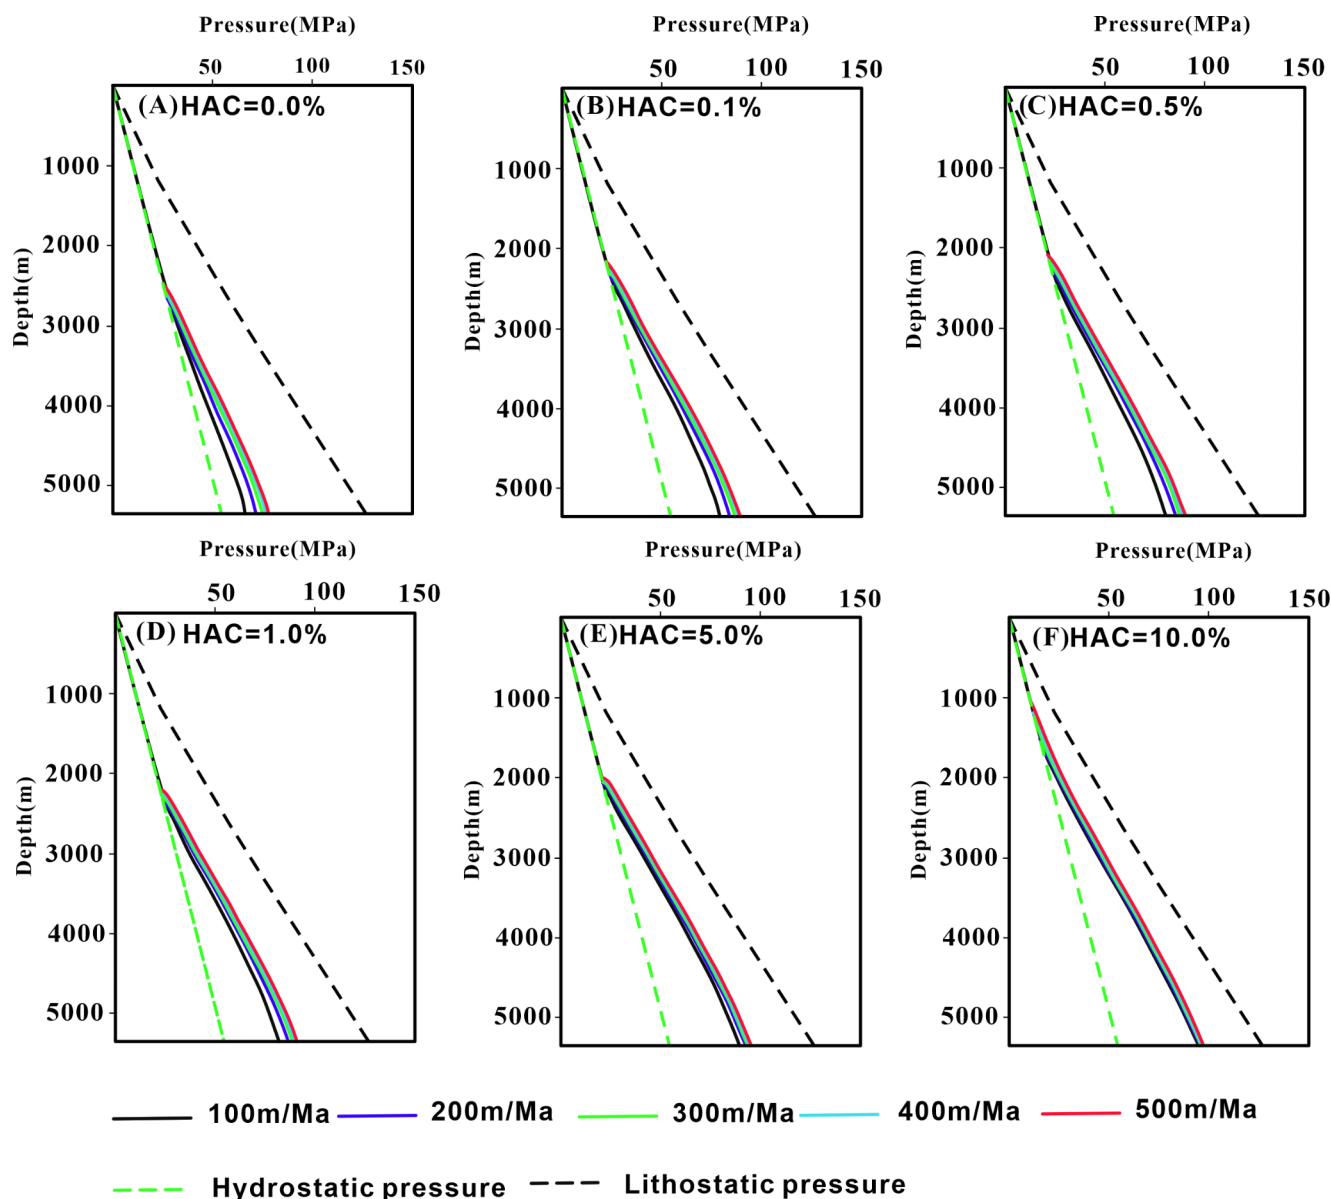 Pressure(MPa) Pressure(MPa) Pressure(MPa)
50 100 150 50 100 150 50 100 150
(A)HAC=0.0% (B)HAC=0.1% (C)HAC=0.5%
Depth(m) Depth(m) Depth(m)
1000 1000 1000
2000 2000 2000
3000 3000 3000
4000 4000 4000
5000 5000 5000
Pressure(MPa) Pressure(MPa) Pressure(MPa)
50 100 150 50 100 150 50 100 150
(D) HAC=1.0% (E)HAC=5.0% (F)HAC=10.0%
Depth(m) Depth(m) Depth(m)
1000 1000 1000
2000 2000 2000
3000 3000 3000
4000 4000 4000
5000 5000 5000
100m/Ma 200m/Ma 300m/Ma 400m/Ma 500m/Ma
Hydrostatic pressure Lithostatic pressure